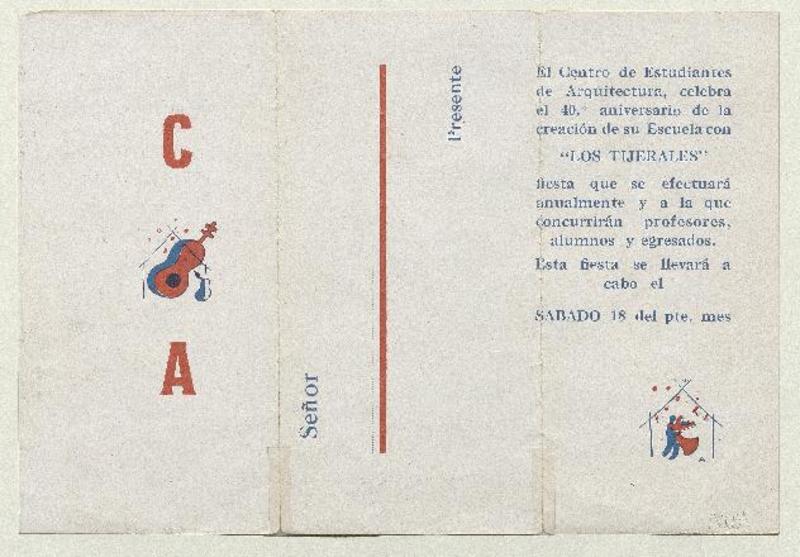 C
A
Señor
Presente
El Centro de Estudiantes
de Arquitectura, celebra
el 40.° aniversario de la
creación de su Escuela con
“LOS TIJERALES”
fiesta que se efectuará
anualmente y a la que
concurrirán profesores,
alumnos y egresados.
Esta fiesta se llevará a
cabo el
SABADO 18 del pte. mes